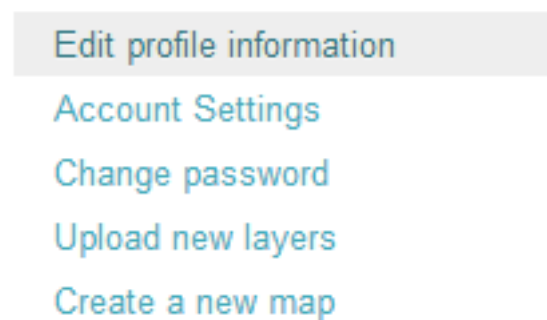 Edit profile information
Account Settings
Change password
Upload new layers
Create a new map